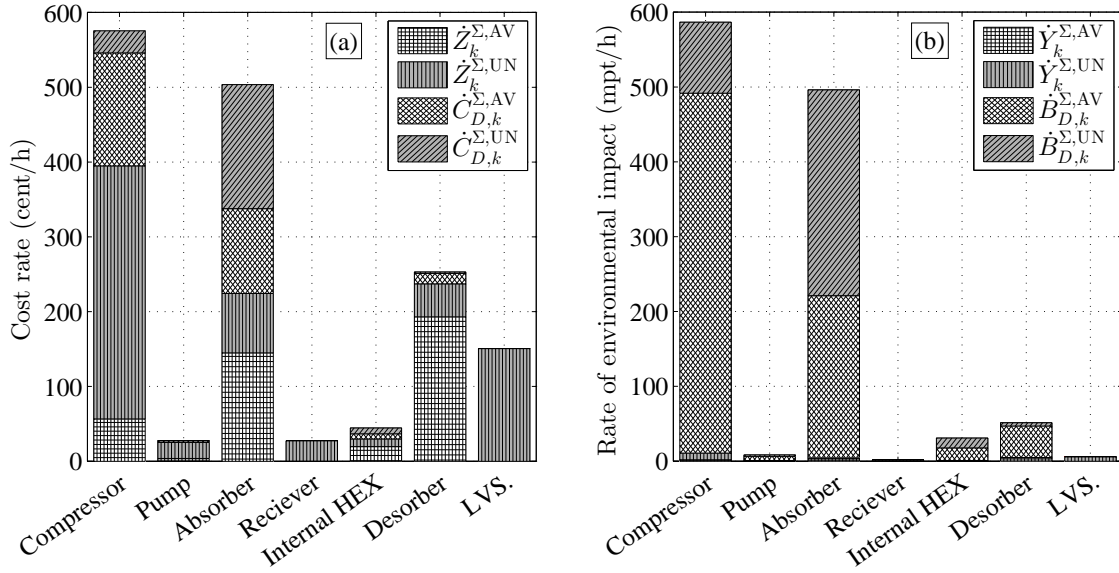 600
500
400
300
200
100
0
Cost rate (cent/h)
(a)
Ż_k^{Σ,AV}
Ż_k^{Σ,UN}
Ċ_{D,k}^{Σ,AV}
Ċ_{D,k}^{Σ,UN}
Compressor
Pump
Absorber
Reciever
Internal HEX
Desorber
LVS.
600
500
400
300
200
100
0
Rate of environmental impact (mpt/h)
(b)
Ẏ_k^{Σ,AV}
Ẏ_k^{Σ,UN}
Ḃ_{D,k}^{Σ,AV}
Ḃ_{D,k}^{Σ,UN}
Compressor
Pump
Absorber
Reciever
Internal HEX
Desorber
LVS.